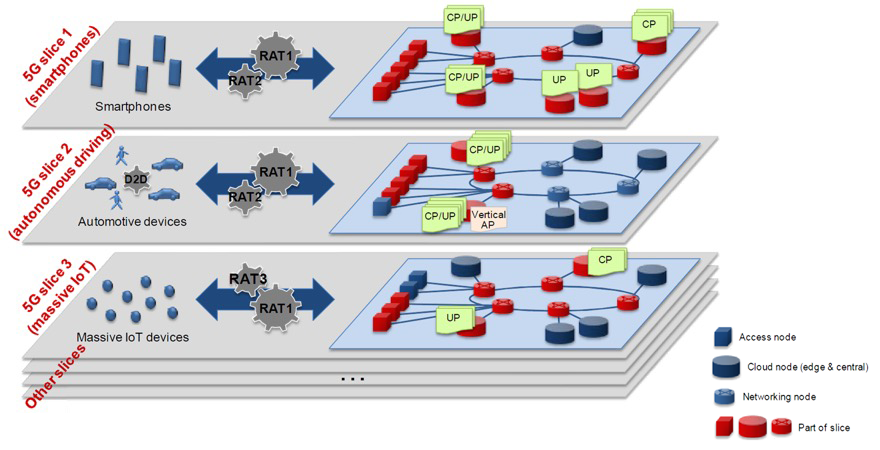 5G slice 1
(smartphones)
Smartphones
RAT1
RAT2
CP/UP
CP
CP/UP
UP
UP
5G slice 2
(autonomous driving)
D2D
Automotive devices
RAT1
RAT2
CP/UP
CP/UP
Vertical
AP
5G slice 3
(massive IoT)
Massive IoT devices
RAT3
RAT1
CP
UP
Other slices
...
Access node
Cloud node (edge & central)
Networking node
Part of slice